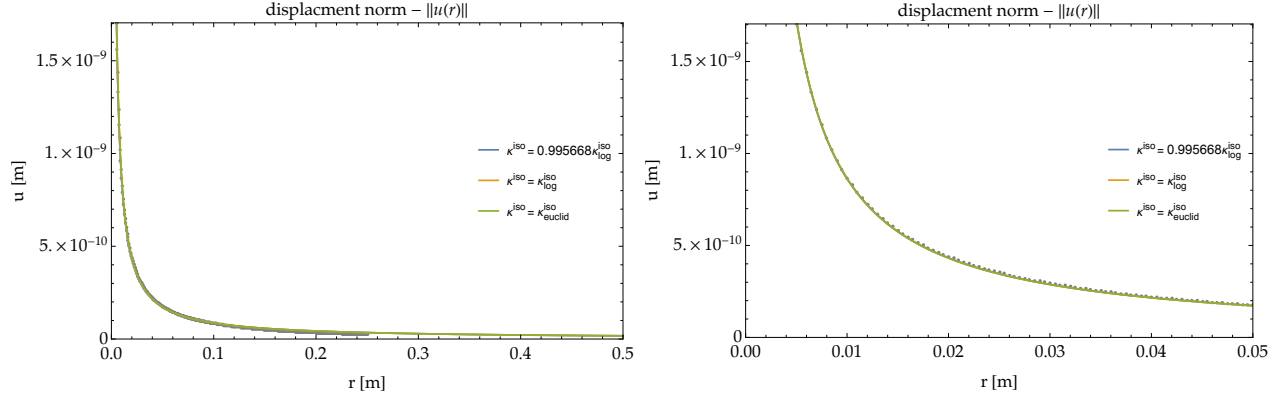 displacment norm – ||u(r)||
1.5 × 10⁻⁹
1. × 10⁻⁹
5. × 10⁻¹⁰
0
u [m]
κ^iso = 0.995668κ^iso_log
κ^iso = κ^iso_log
κ^iso = κ^iso_euclid
0.0 0.1 0.2 0.3 0.4 0.5
r [m]
displacment norm – ||u(r)||
1.5 × 10⁻⁹
1. × 10⁻⁹
5. × 10⁻¹⁰
0
u [m]
κ^iso = 0.995668κ^iso_log
κ^iso = κ^iso_log
κ^iso = κ^iso_euclid
0.00 0.01 0.02 0.03 0.04 0.05
r [m]